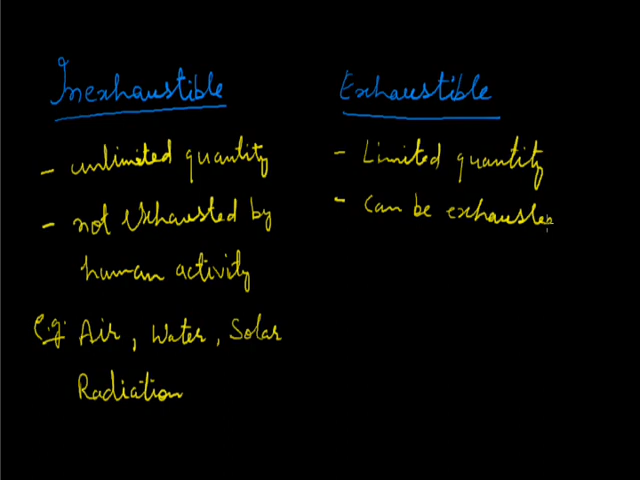 Inexhaustible
- unlimited quantity
- not exhausted by
human activity
e.g: Air, Water, Solar
Radiation
Exhaustible
- Limited quantity
- Can be exhausted